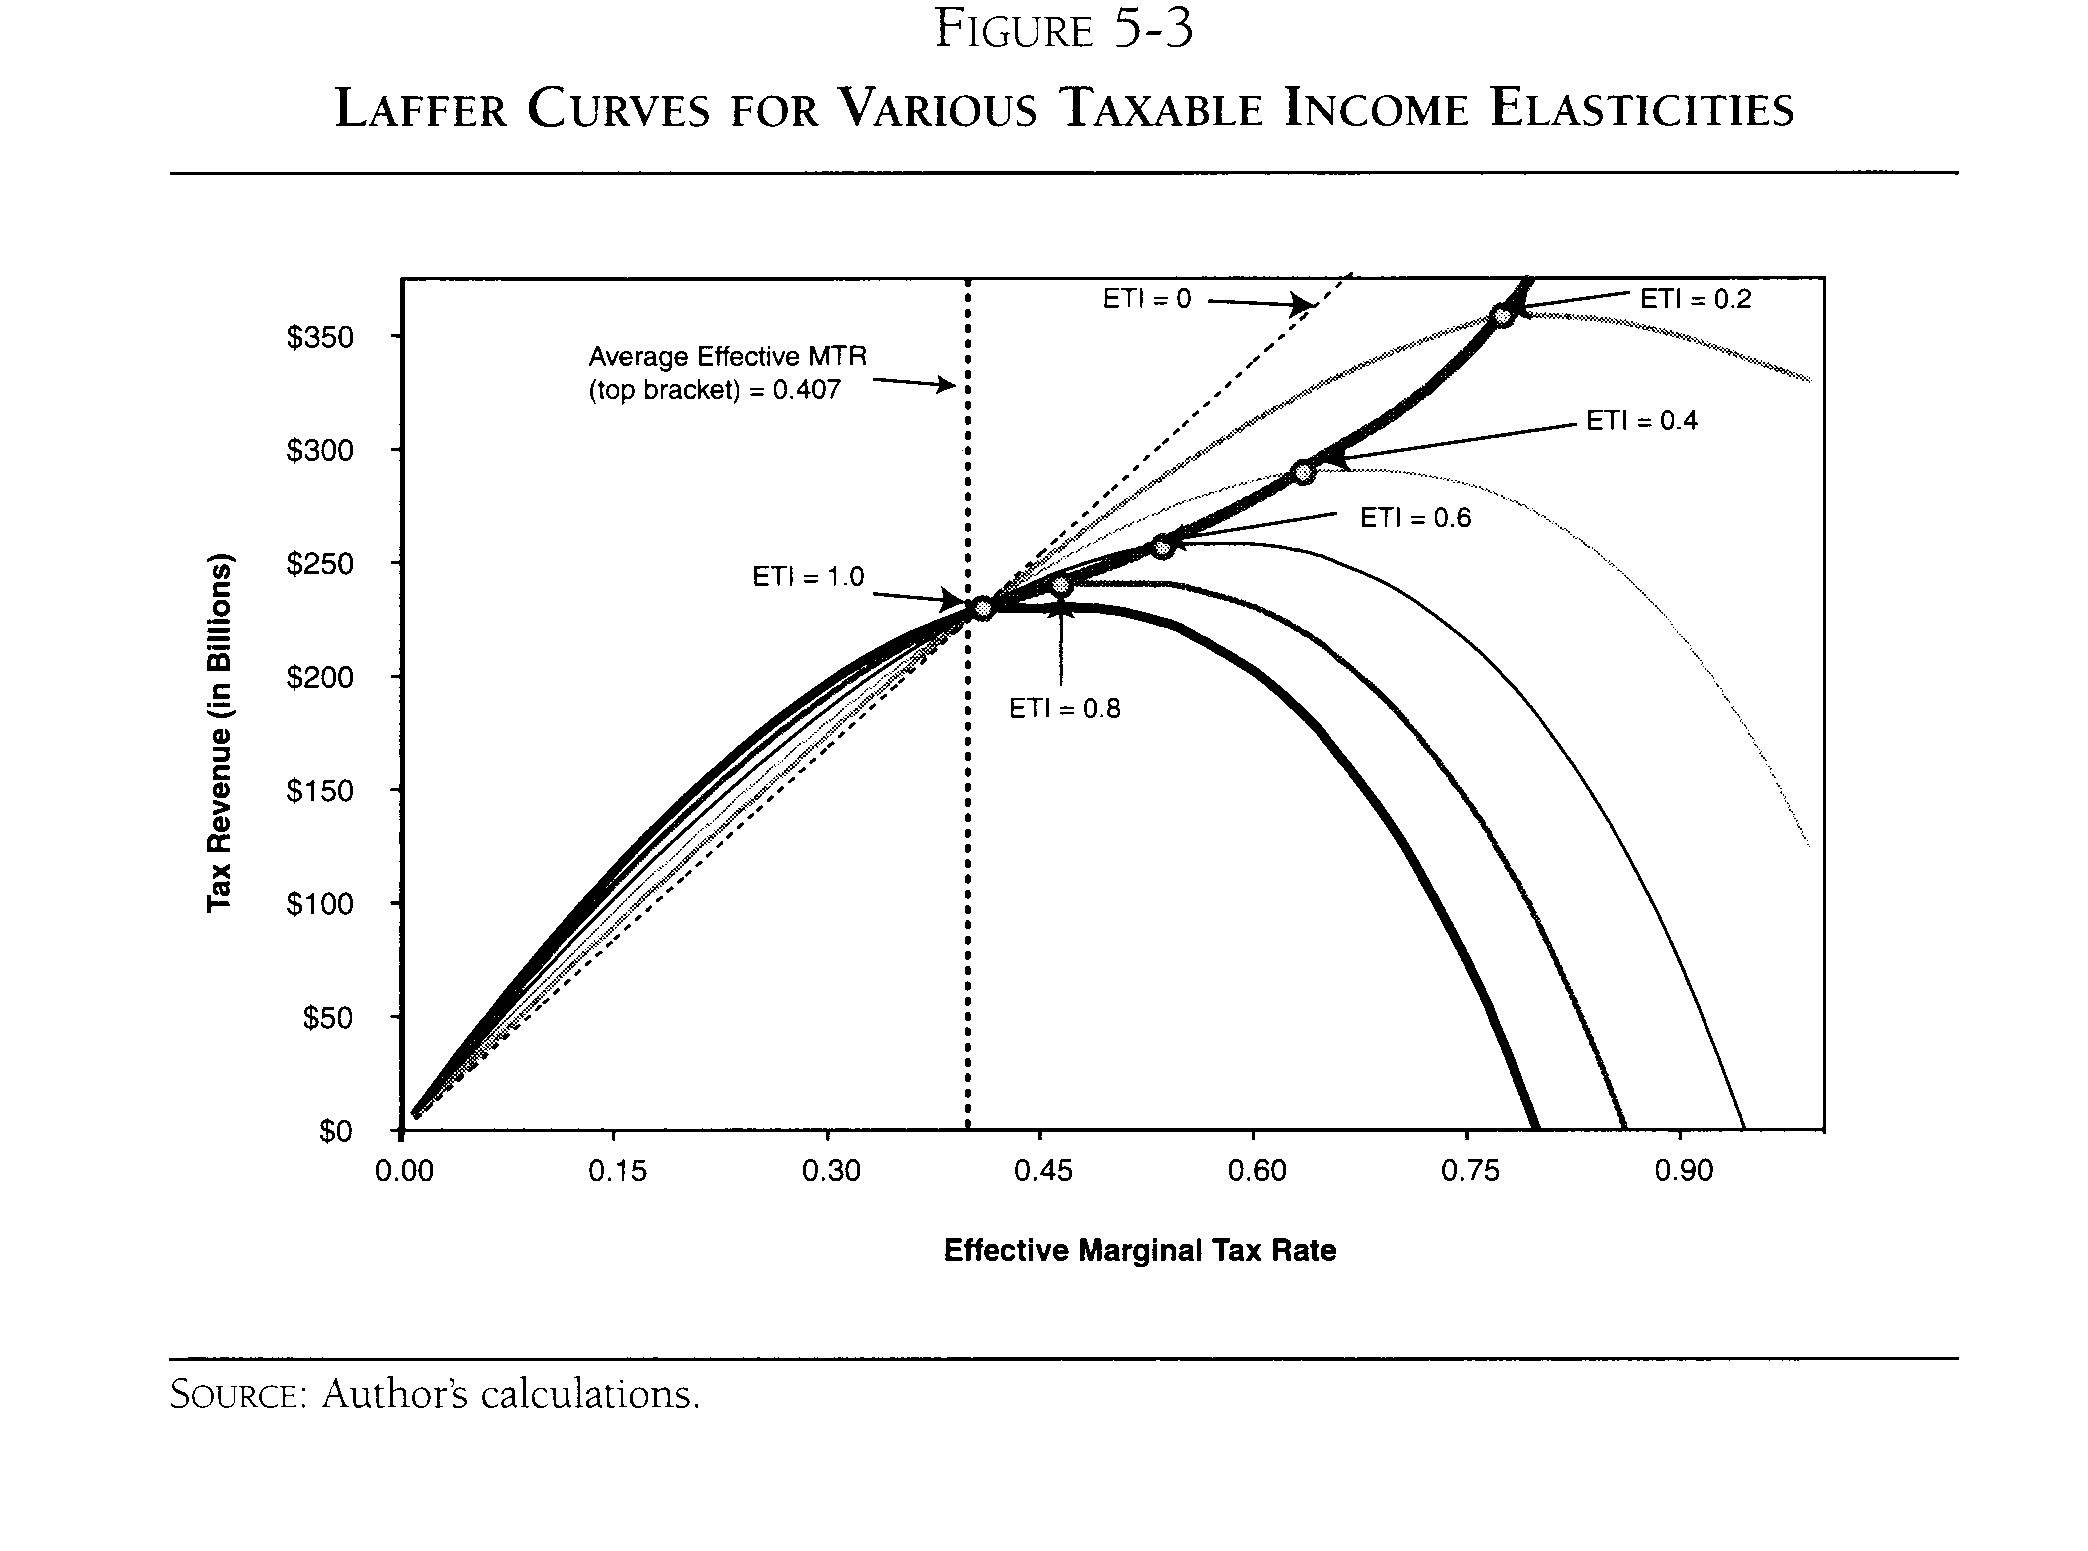 FIGURE 5-3
LAFFER CURVES FOR VARIOUS TAXABLE INCOME ELASTICITIES
ETI = 0
ETI = 0.2
$350
Average Effective MTR
(top bracket) = 0.407
ETI = 0.4
$300
ETI = 0.6
$250
ETI = 1.0
$200
ETI = 0.8
$150
$100
$50
$0
Tax Revenue (in Billions)
0.00 0.15 0.30 0.45 0.60 0.75 0.90
Effective Marginal Tax Rate
SOURCE: Author's calculations.